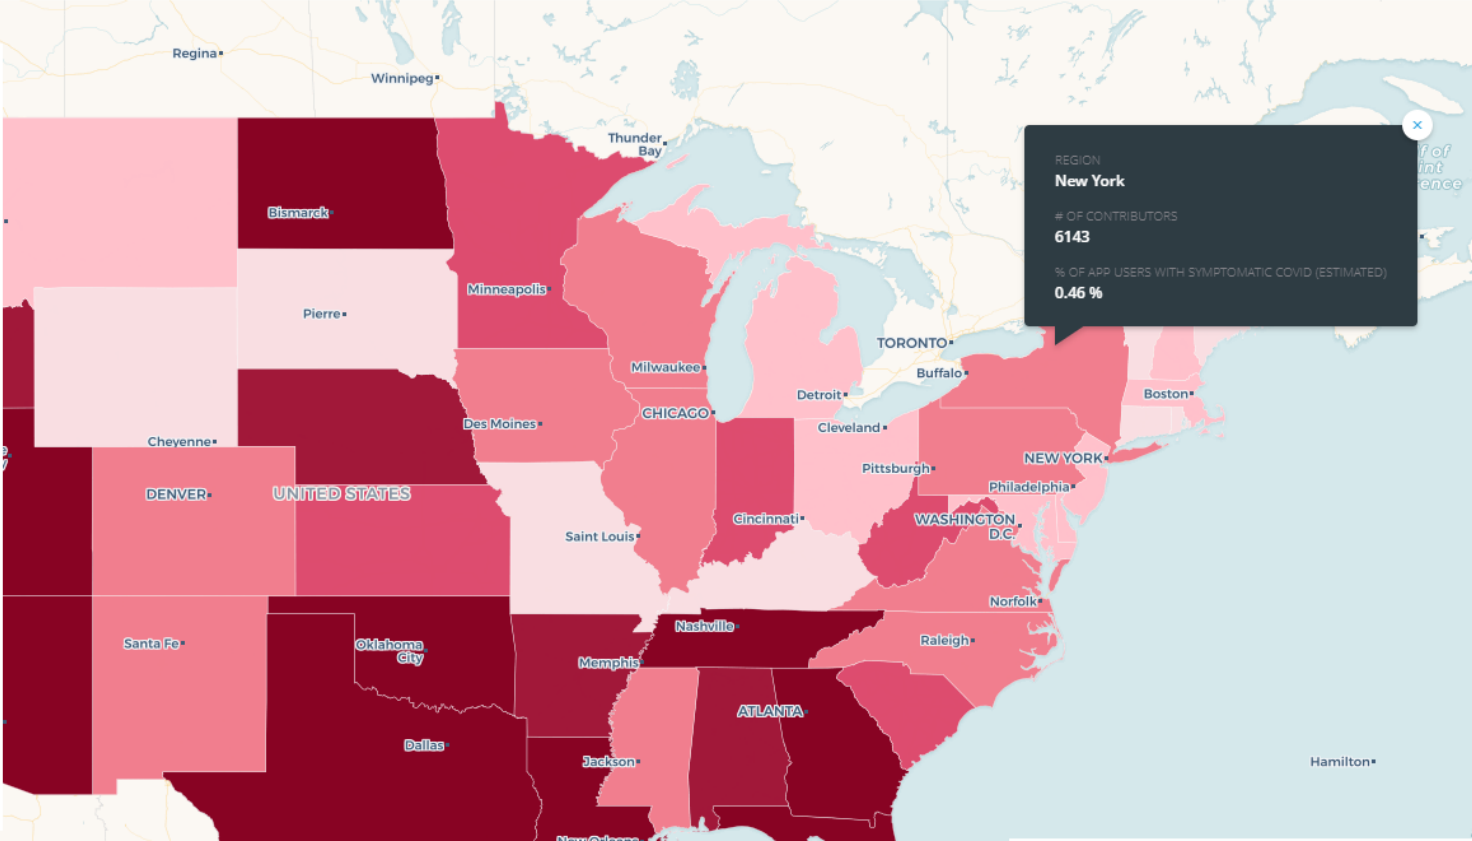 Regina
Winnipeg
Thunder
Bay
Bismarck
REGION
New York
# OF CONTRIBUTORS
6143
% OF APP USERS WITH SYMPTOMATIC COVID (ESTIMATED)
0.46 %
Minneapolis
Pierre
TORONTO
Milwaukee
Buffalo
Detroit
Boston
CHICAGO
Des Moines
Cleveland
Cheyenne
NEW YORK
Pittsburgh
Philadelphia
DENVER
UNITED STATES
Cincinnati
WASHINGTON
D.C.
Saint Louis
Norfolk
Nashville
Raleigh
Santa Fe
Oklahoma
City
Memphis
ATLANTA
Dallas
Jackson
Hamilton
New Orleans